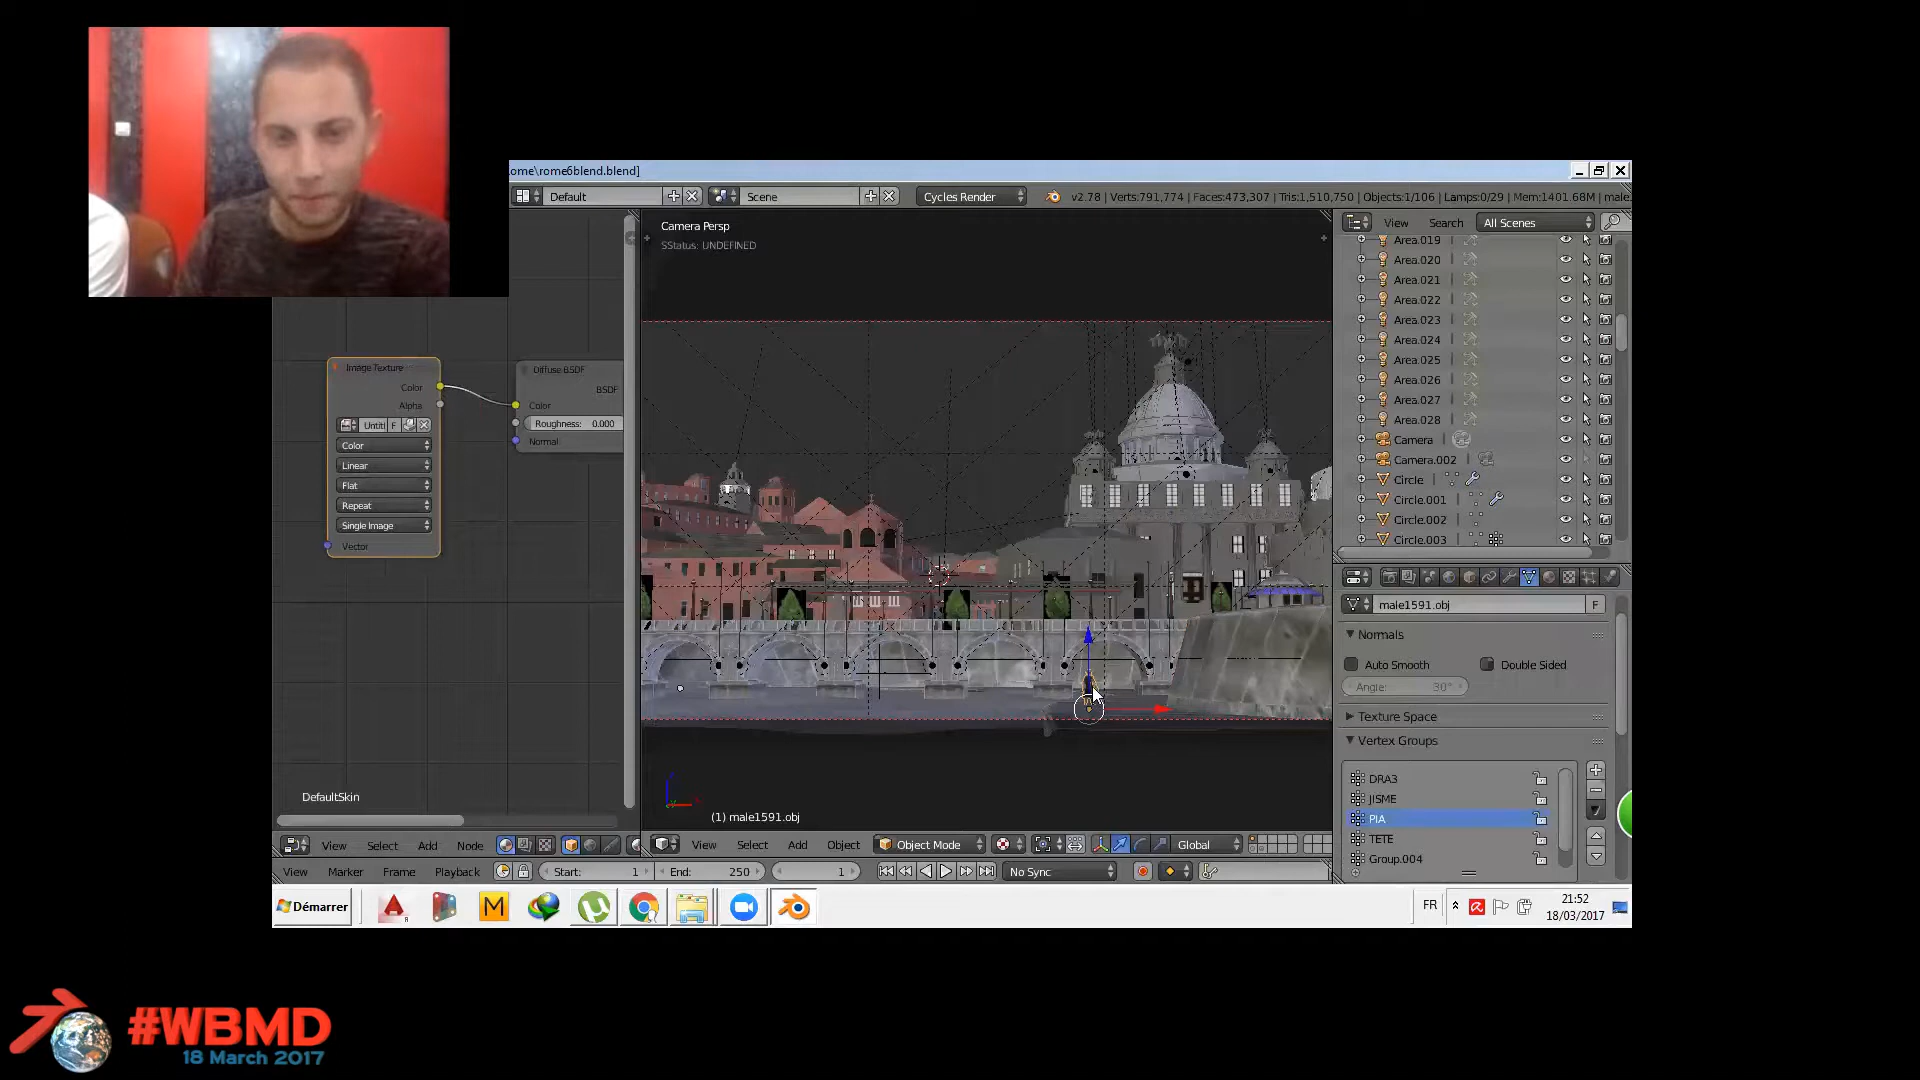 ome\rome6blend.blend]
Default
Scene
Cycles Render
v2.78 | Verts:791,774 | Faces:473,307 | Tris:1,510,750 | Objects:1/106 | Lamps:0/29 | Mem:1401.68M | male.
Camera Persp
SStatus: UNDEFINED
View Search All Scenes
Area.019
Area.020
Area.021
Area.022
Area.023
Area.024
Area.025
Area.026
Area.027
Area.028
Camera
Camera.002
Circle
Circle.001
Circle.002
Circle.003
Image Texture
Color
Alpha
Untitl F
Color
Linear
Flat
Repeat
Single Image
Vector
Diffuse BSDF
BSDF
Color
Roughness: 0.000
Normal
male1591.obj F
Normals
Auto Smooth Double Sided
Angle: 30°
Texture Space
Vertex Groups
DRA3
JISME
PIA
TETE
Group.004
DefaultSkin
(1) male1591.obj
View Select Add Node
View Select Add Object Object Mode Global
View Marker Frame Playback Start: 1 End: 250 1 No Sync
Démarrer
A
M
FR
21:52
18/03/2017
#WBMD
18 March 2017